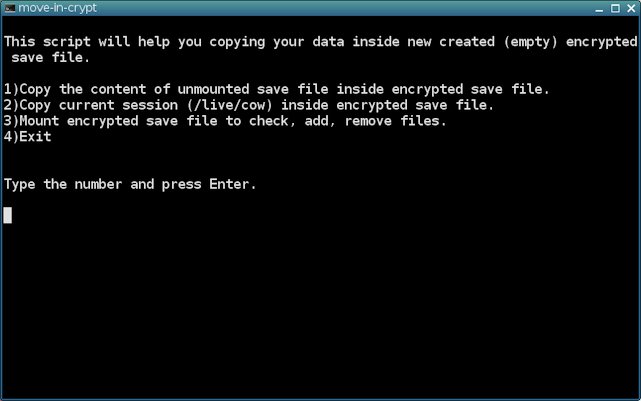 move-in-crypt
This script will help you copying your data inside new created (empty) encrypted
save file.
1)Copy the content of unmounted save file inside encrypted save file.
2)Copy current session (/live/cow) inside encrypted save file.
3)Mount encrypted save file to check, add, remove files.
4)Exit
Type the number and press Enter.